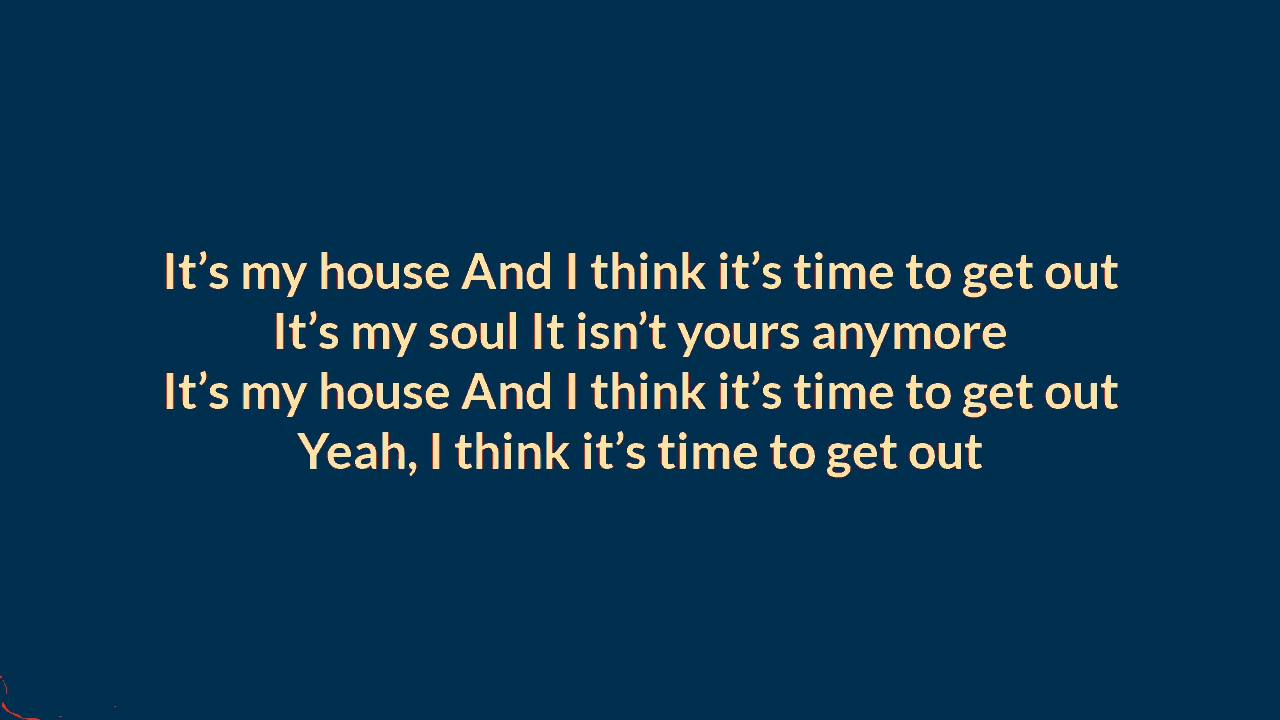 It’s my house And I think it’s time to get out
It’s my soul It isn’t yours anymore
It’s my house And I think it’s time to get out
Yeah, I think it’s time to get out